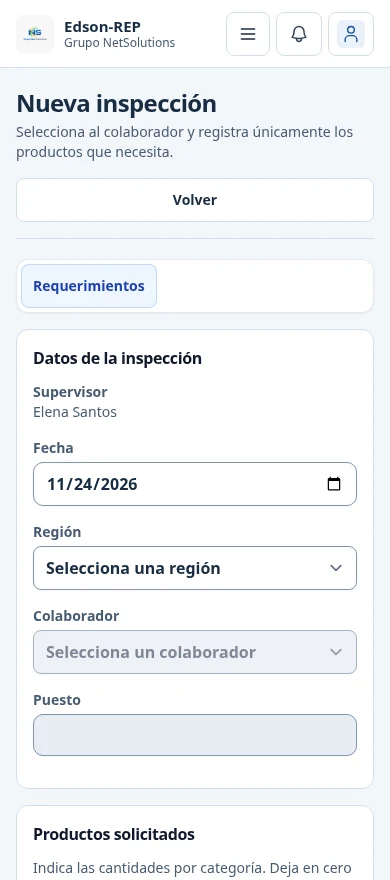 Edson-REP
Grupo NetSolutions
Nueva inspección
Selecciona al colaborador y registra únicamente los
productos que necesita.
Volver
Requerimientos
Datos de la inspección
Supervisor
Elena Santos
Fecha
11/24/2026
Región
Selecciona una región
Colaborador
Selecciona un colaborador
Puesto
Productos solicitados
Indica las cantidades por categoría. Deja en cero